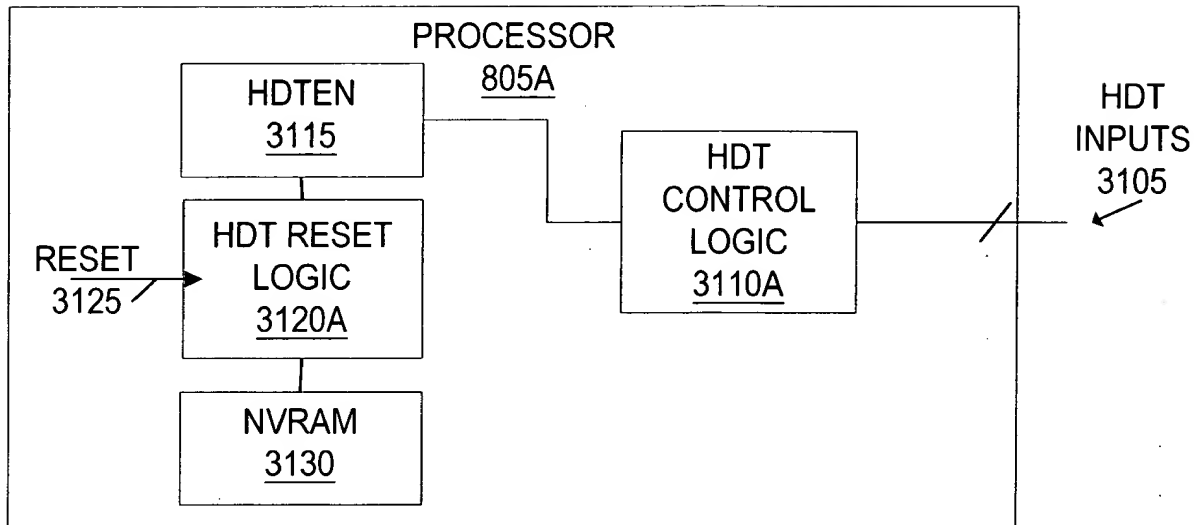 PROCESSOR
805A
HDTEN
3115
HDT
INPUTS
3105
HDT
CONTROL
LOGIC
3110A
HDT RESET
LOGIC
3120A
RESET
3125
NVRAM
3130